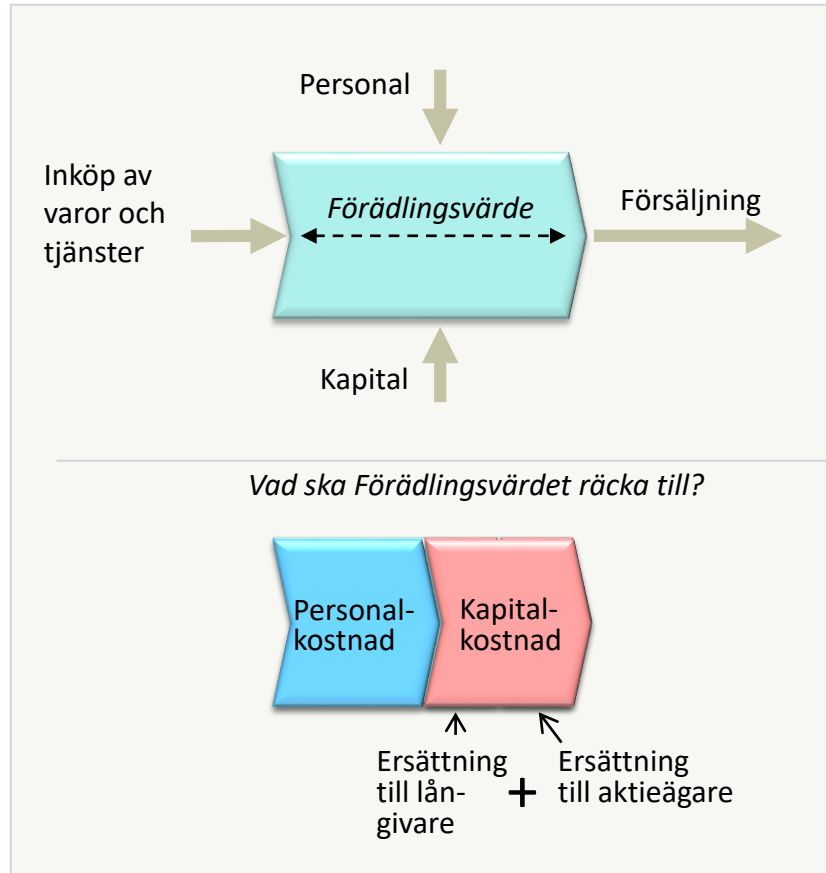 Personal
Inköp av
varor och
tjänster
Förädlingsvärde
Försäljning
Kapital
Vad ska Förädlingsvärdet räcka till?
Personal-
kostnad
Kapital-
kostnad
Ersättning
till lån-
givare
+
Ersättning
till aktieägare